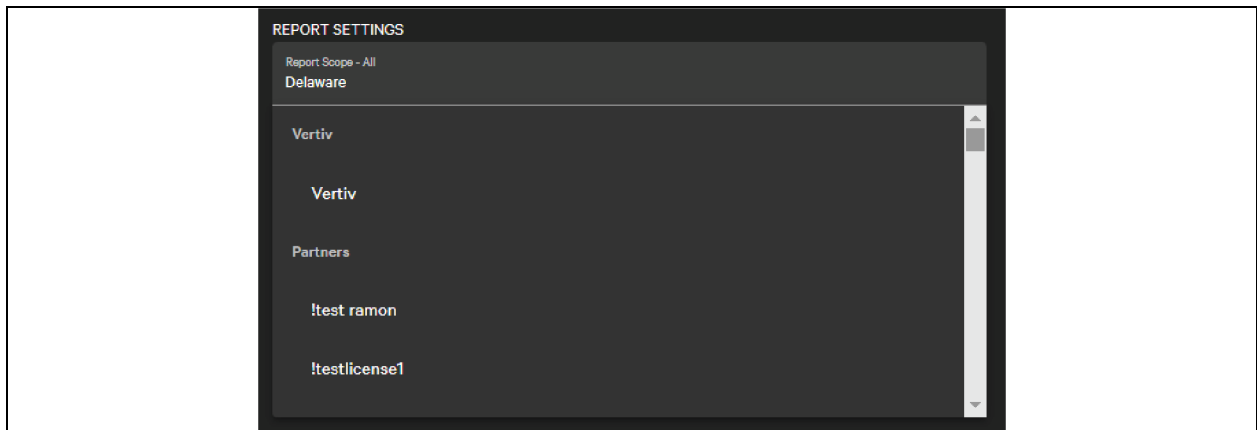 REPORT SETTINGS
Report Scope - All
Delaware
Vertiv
Vertiv
Partners
!test ramon
!testlicense1